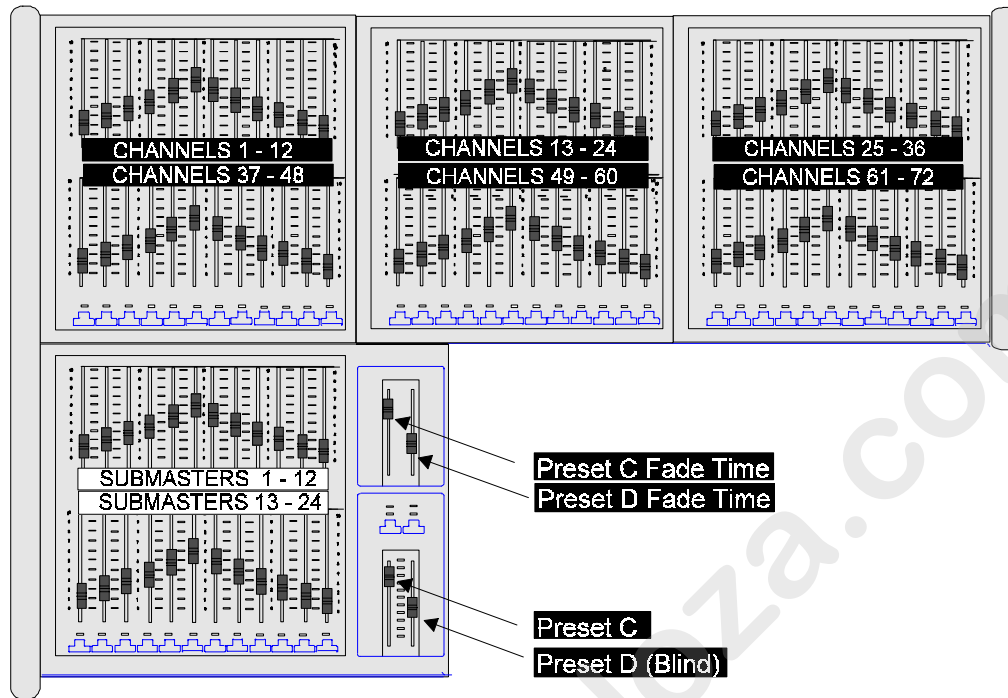 CHANNELS 1 - 12
CHANNELS 37 - 48
CHANNELS 13 - 24
CHANNELS 49 - 60
CHANNELS 25 - 36
CHANNELS 61 - 72
SUBMASTERS 1 - 12
SUBMASTERS 13 - 24
Preset C Fade Time
Preset D Fade Time
Preset C
Preset D (Blind)